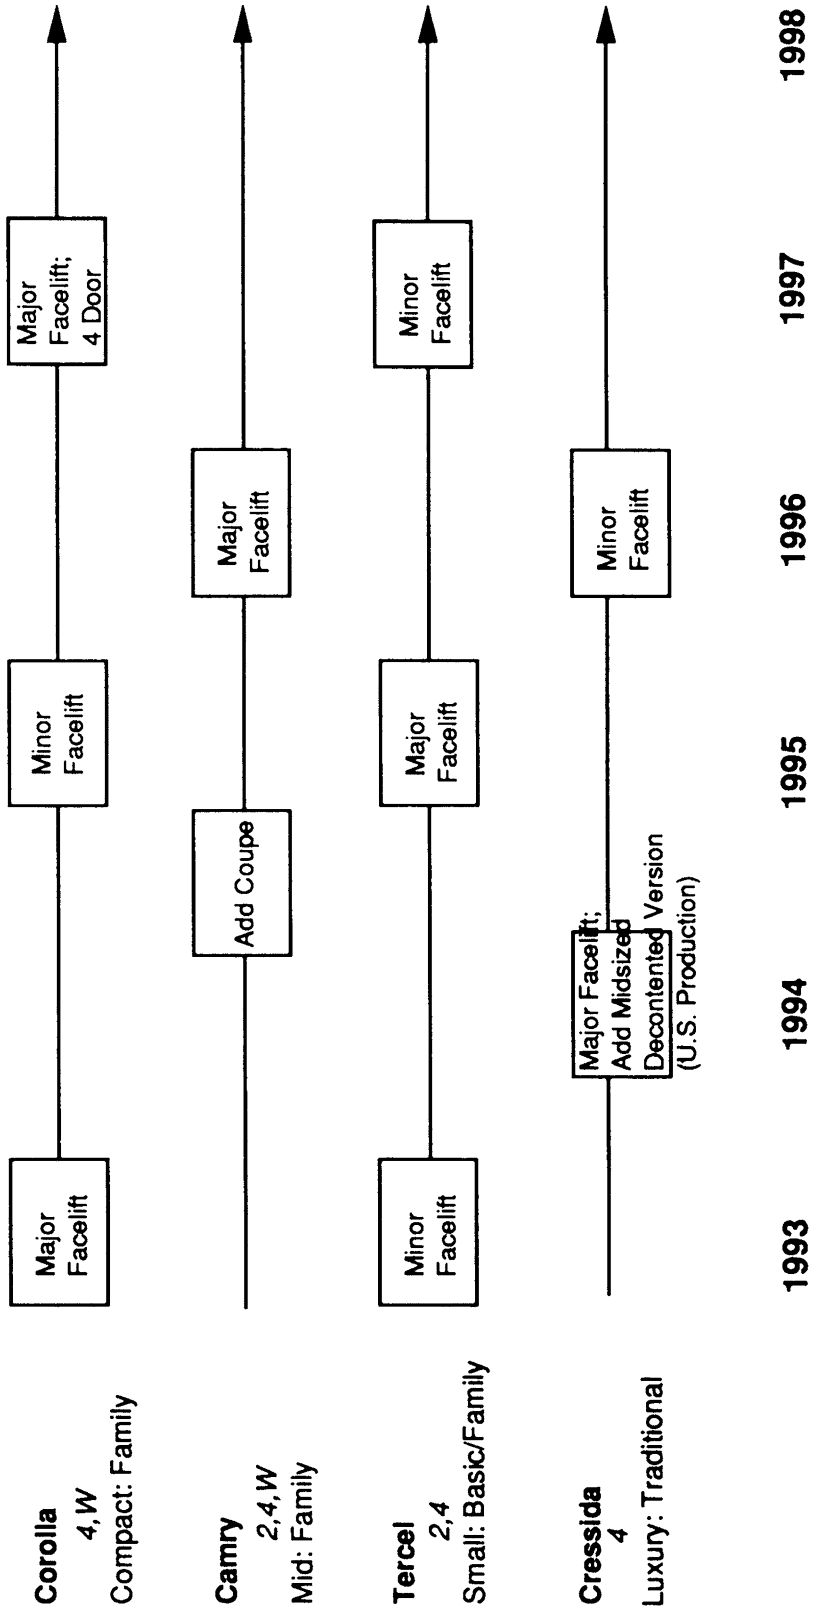 Corolla
4,W
Compact: Family
Major
Facelift
Minor
Facelift
Major
Facelift;
4 Door
Camry
2,4,W
Mid: Family
Add Coupe
Major
Facelift
Tercel
2,4
Small: Basic/Family
Minor
Facelift
Major
Facelift
Minor
Facelift
Cressida
4
Luxury: Traditional
Major Facelift;
Add Midsized
Decontented Version
(U.S. Production)
Minor
Facelift
1993
1994
1995
1996
1997
1998